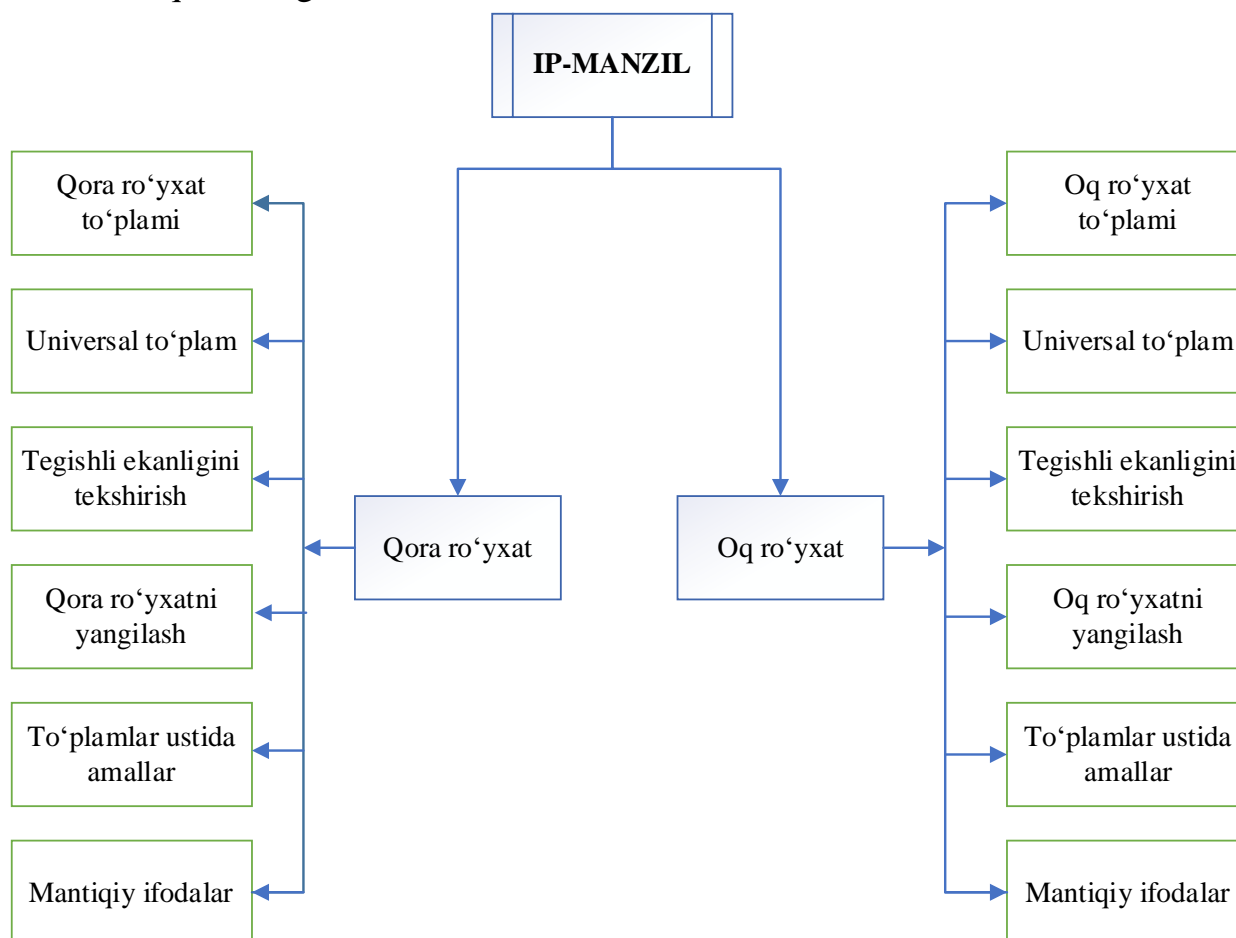 IP-MANZIL
Qora ro‘yxat
to‘plami
Universal to‘plam
Tegishli ekanligini
tekshirish
Qora ro‘yxatni
yangilash
To‘plamlar ustida
amallar
Mantiqiy ifodalar
Qora ro‘yxat
Oq ro‘yxat
Oq ro‘yxat
to‘plami
Universal to‘plam
Tegishli ekanligini
tekshirish
Oq ro‘yxatni
yangilash
To‘plamlar ustida
amallar
Mantiqiy ifodalar